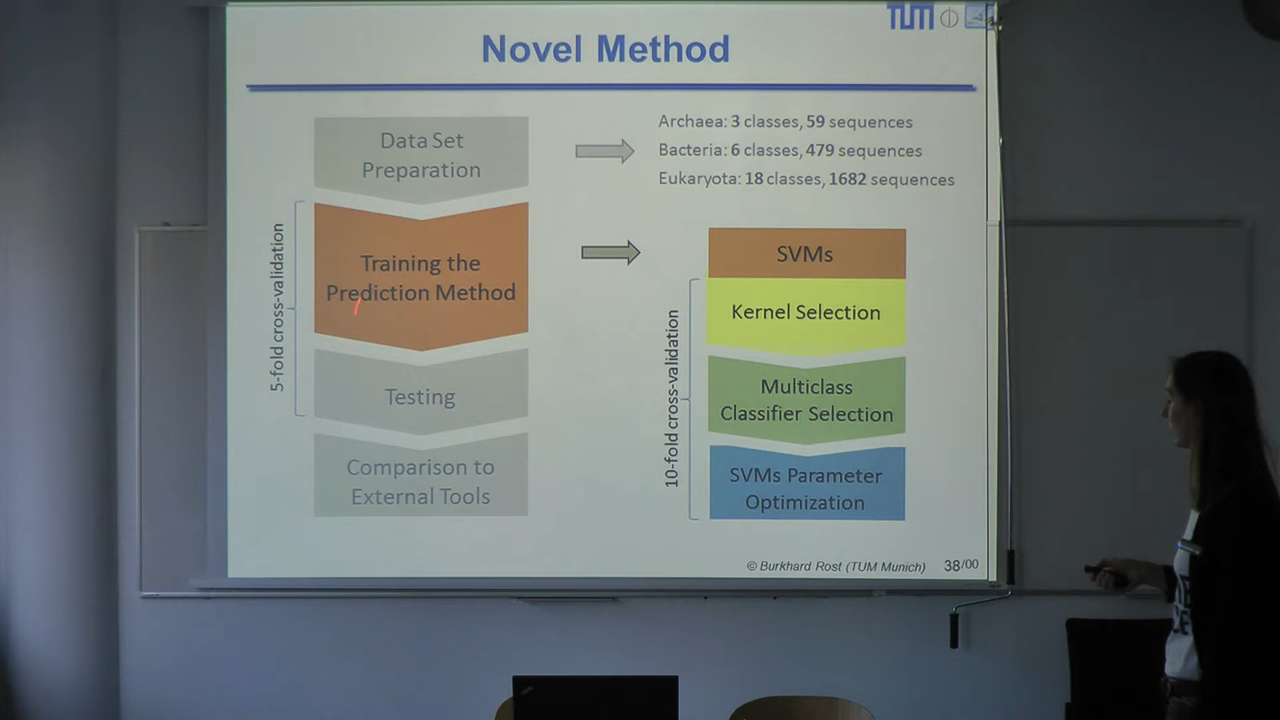 TUM
Novel Method
Data Set
Preparation
Archaea: 3 classes, 59 sequences
Bacteria: 6 classes, 479 sequences
Eukaryota: 18 classes, 1682 sequences
5-fold cross-validation
Training the
Prediction Method
Testing
Comparison to
External Tools
SVMs
10-fold cross-validation
Kernel Selection
Multiclass
Classifier Selection
SVMs Parameter
Optimization
© Burkhard Rost (TUM Munich)
38/00